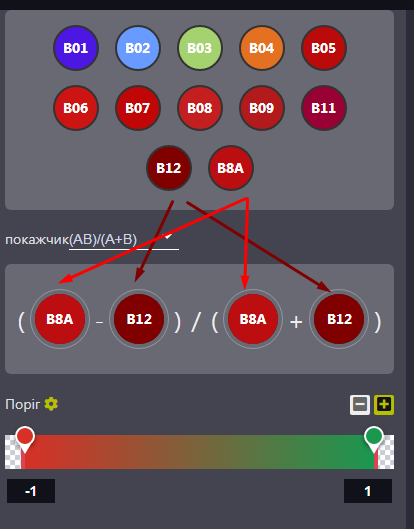 B01 B02 B03 B04 B05
B06 B07 B08 B09 B11
B12 B8A
покажчик(AB)/(A+B)
( B8A - B12 ) / ( B8A + B12 )
Поріг
-1 1